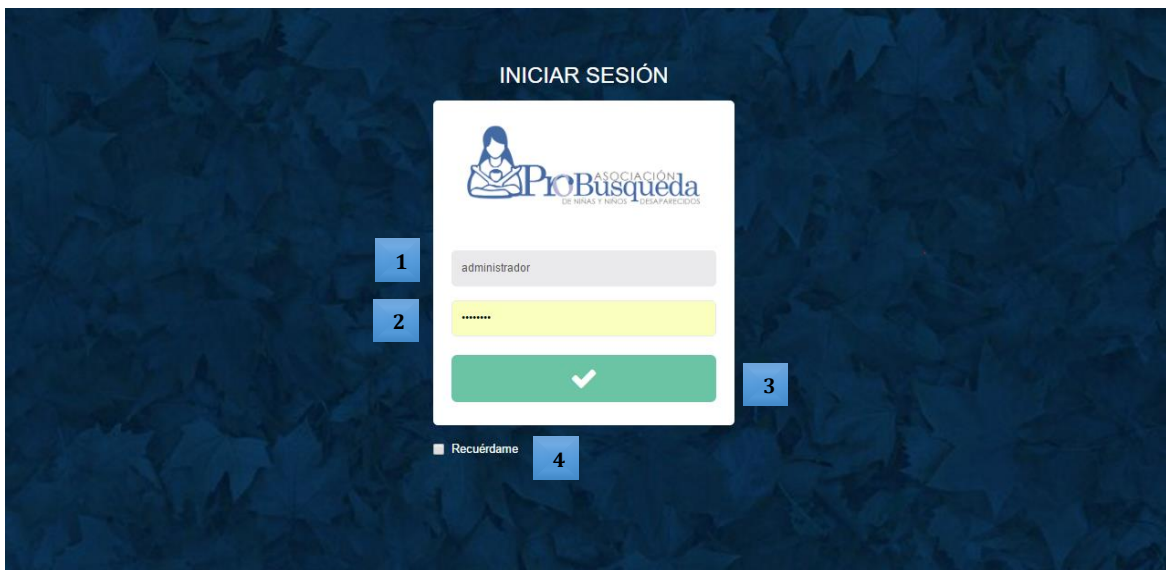 INICIAR SESIÓN
ASOCIACIÓN
ProBúsqueda
DE NIÑAS Y NIÑOS DESAPARECIDOS
1
administrador
2
••••••••
3
Recuérdame
4